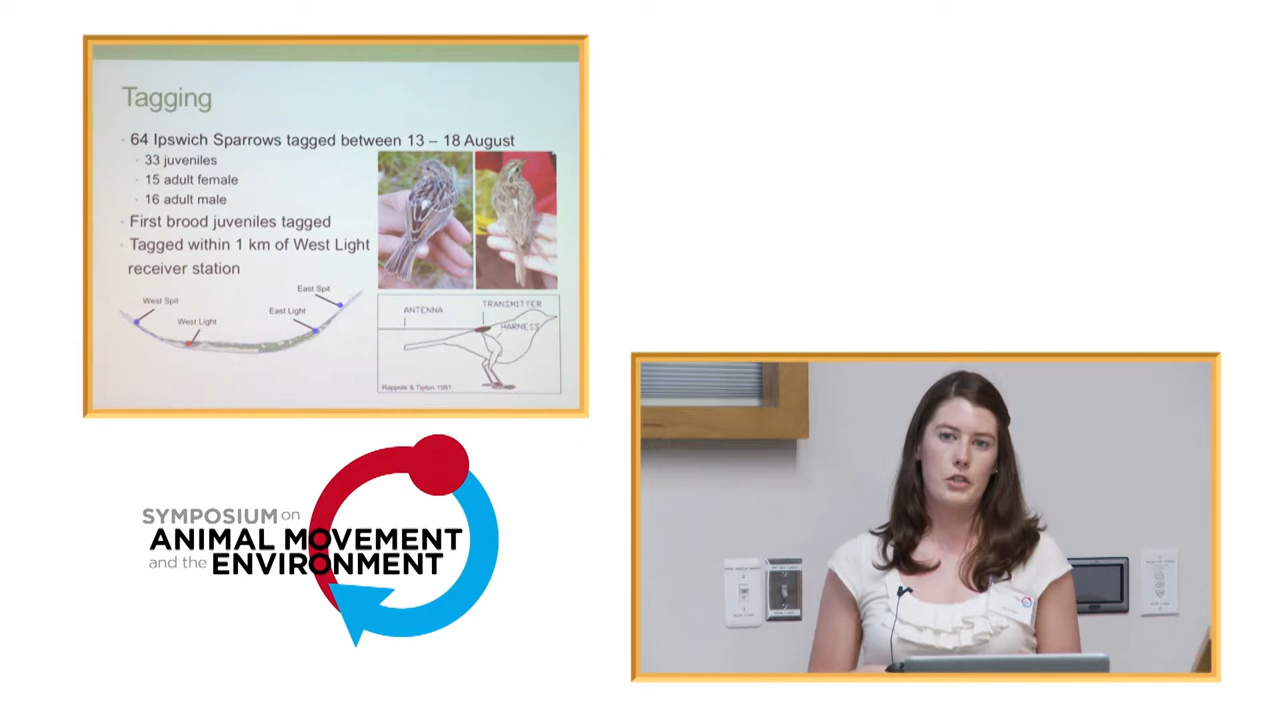 Tagging
64 Ipswich Sparrows tagged between 13 – 18 August
33 juveniles
15 adult female
16 adult male
First brood juveniles tagged
Tagged within 1 km of West Light
receiver station
West Spit
West Light
East Light
East Spit
ANTENNA
TRANSMITTER
HARNESS
Rappole & Tipton 1991
SYMPOSIUM on
ANIMAL MOVEMENT
and the ENVIRONMENT